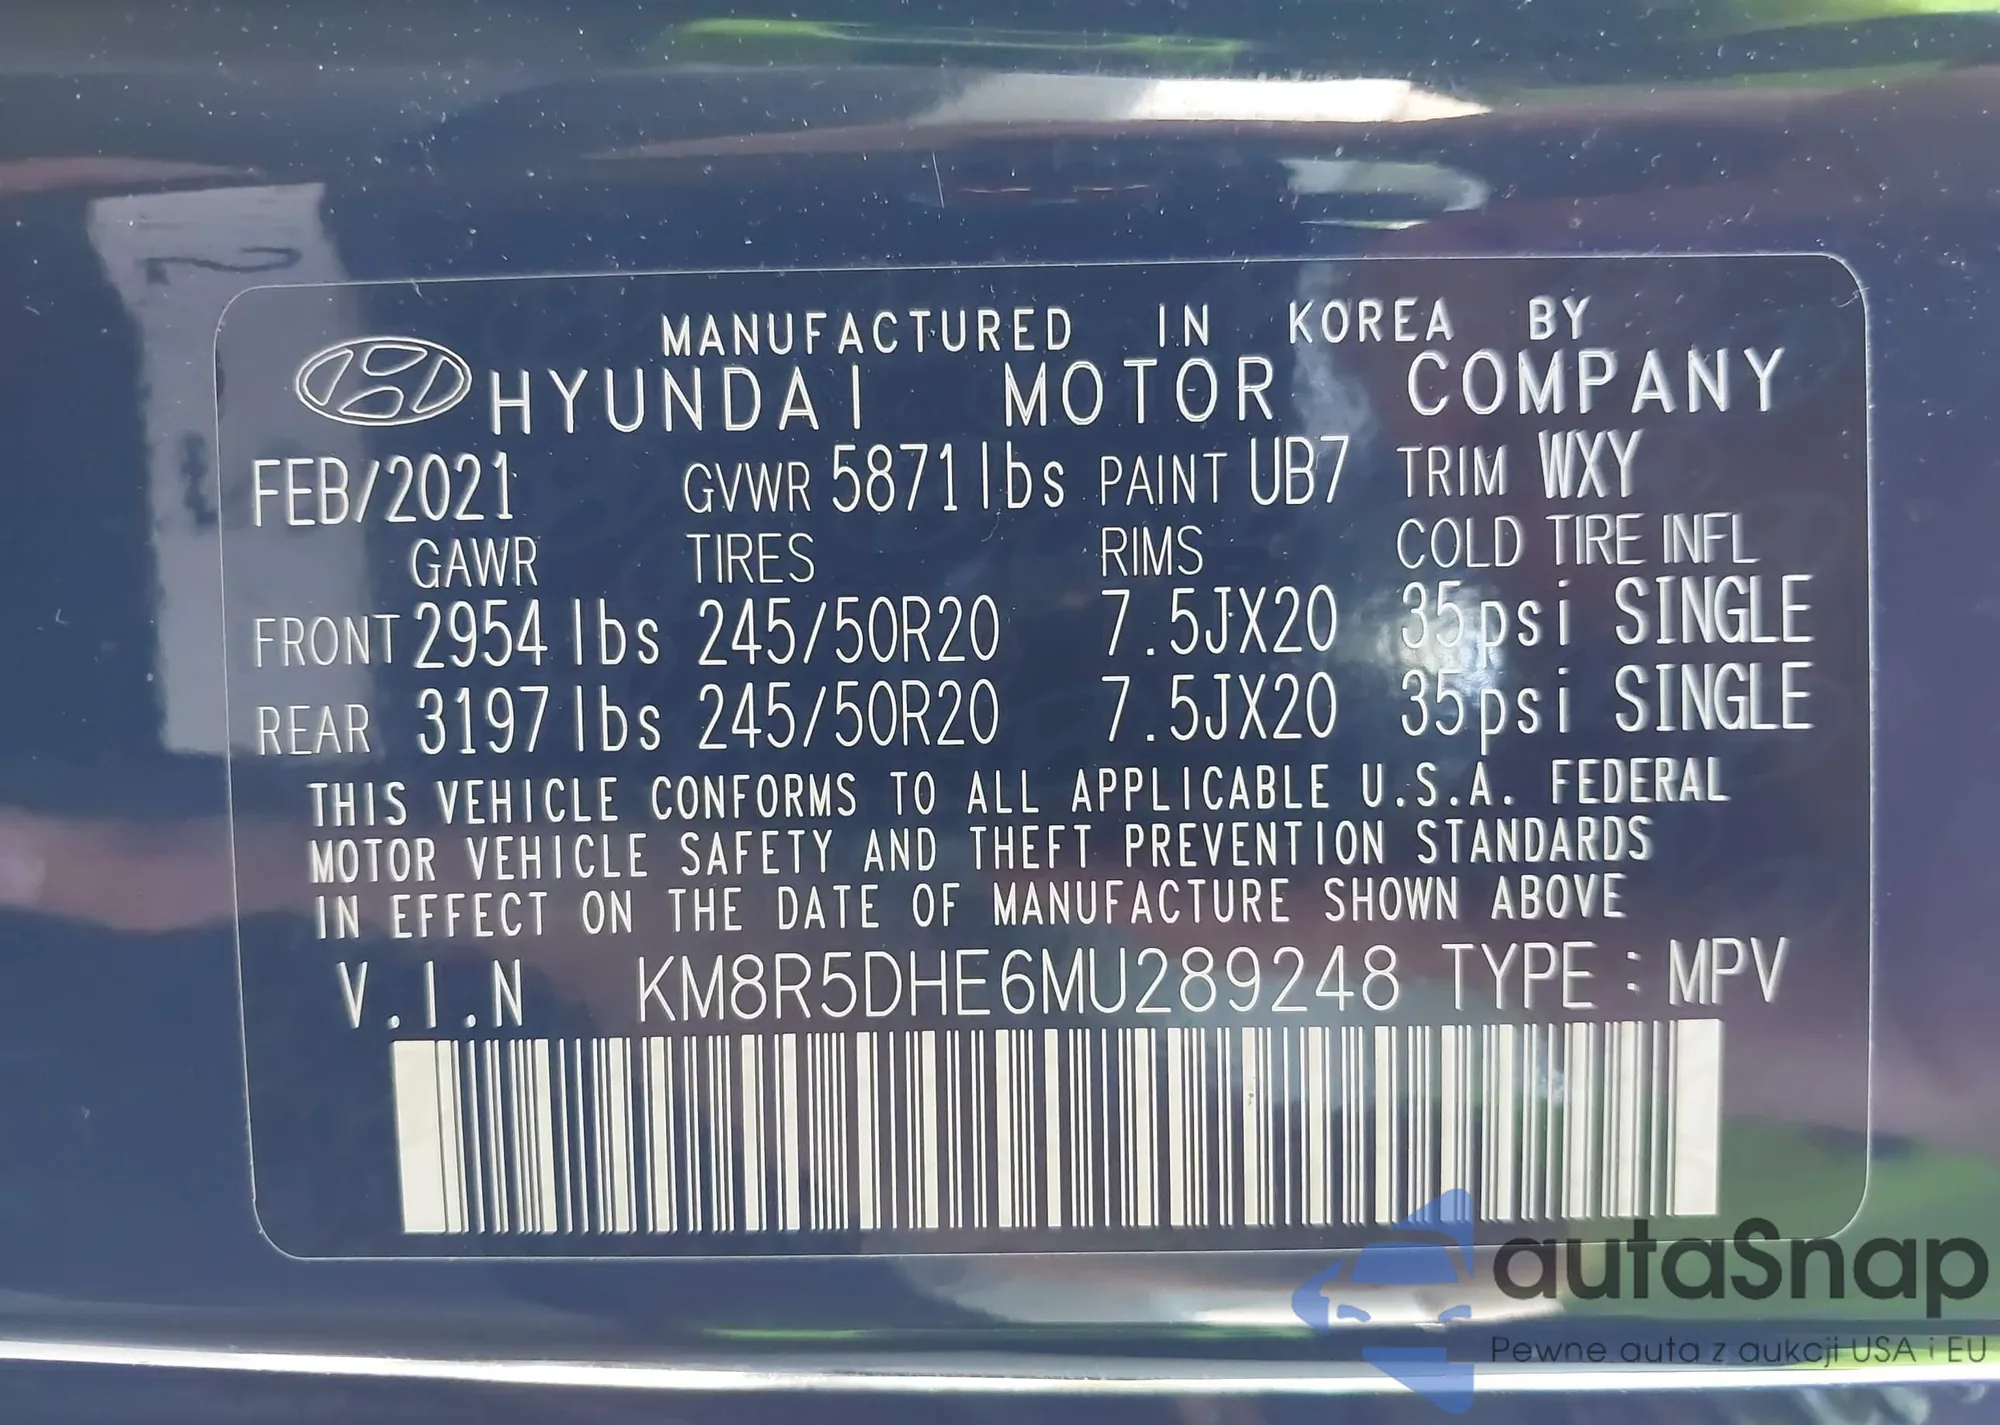 MANUFACTURED IN KOREA BY
HYUNDAI MOTOR COMPANY
FEB/2021 GVWR 5871lbs PAINT UB7 TRIM WXY
GAWR TIRES RIMS COLD TIRE INFL
FRONT 2954 lbs 245/50R20 7.5JX20 35psi SINGLE
REAR 3197 lbs 245/50R20 7.5JX20 35psi SINGLE
THIS VEHICLE CONFORMS TO ALL APPLICABLE U.S.A. FEDERAL
MOTOR VEHICLE SAFETY AND THEFT PREVENTION STANDARDS
IN EFFECT ON THE DATE OF MANUFACTURE SHOWN ABOVE
V.I.N KM8R5DHE6MU289248 TYPE : MPV
autaSnap
Pewne auta z aukcji USA i EU